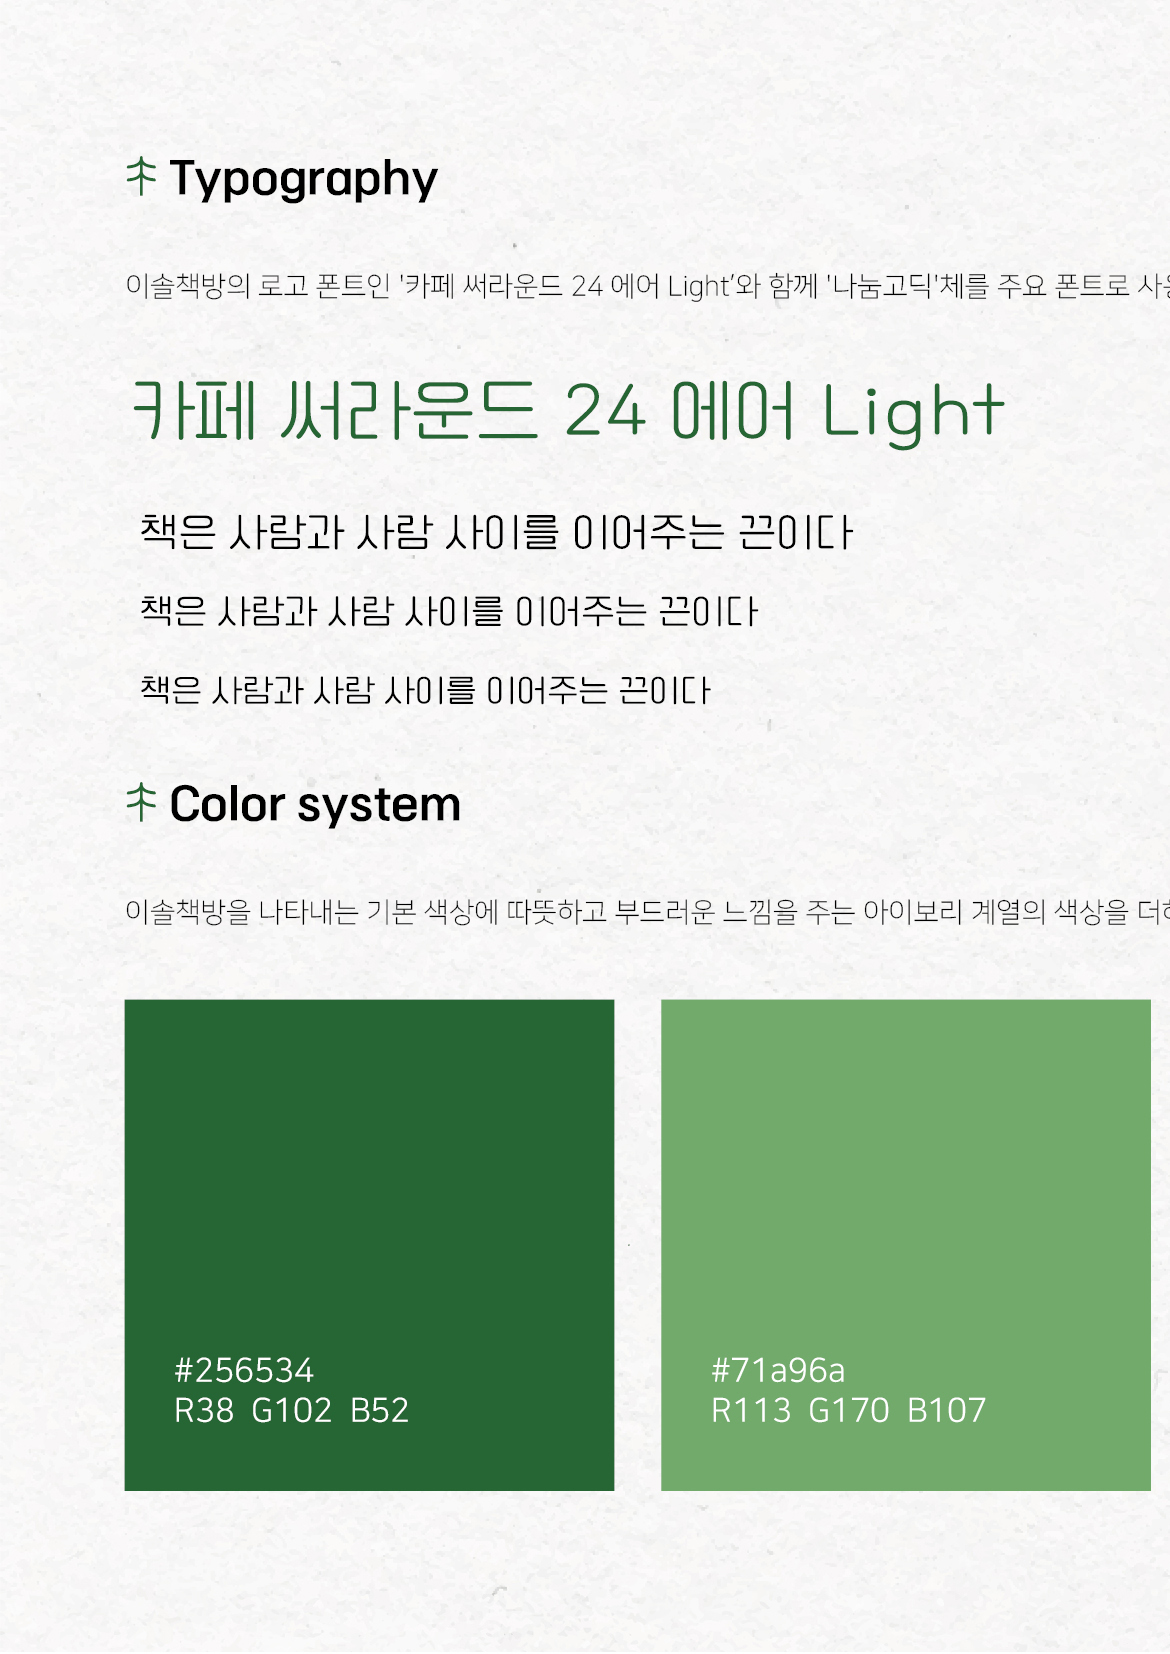 Typography
이솔책방의 로고 폰트인 '카페 써라운드 24 에어 Light'와 함께 '나눔고딕'체를 주요 폰트로
카페 써라운드 24 에어 Light
책은 사람과 사람 사이를 이어주는 끈이다
책은 사람과 사람 사이를 이어주는 끈이다
책은 사람과 사람 사이를 이어주는 끈이다
Color system
이솔책방을 나타내는 기본 색상에 따뜻하고 부드러운 느낌을 주는 아이보리 계열의 색상을
#256534
R38 G102 B52
#71a96a
R113 G170 B107